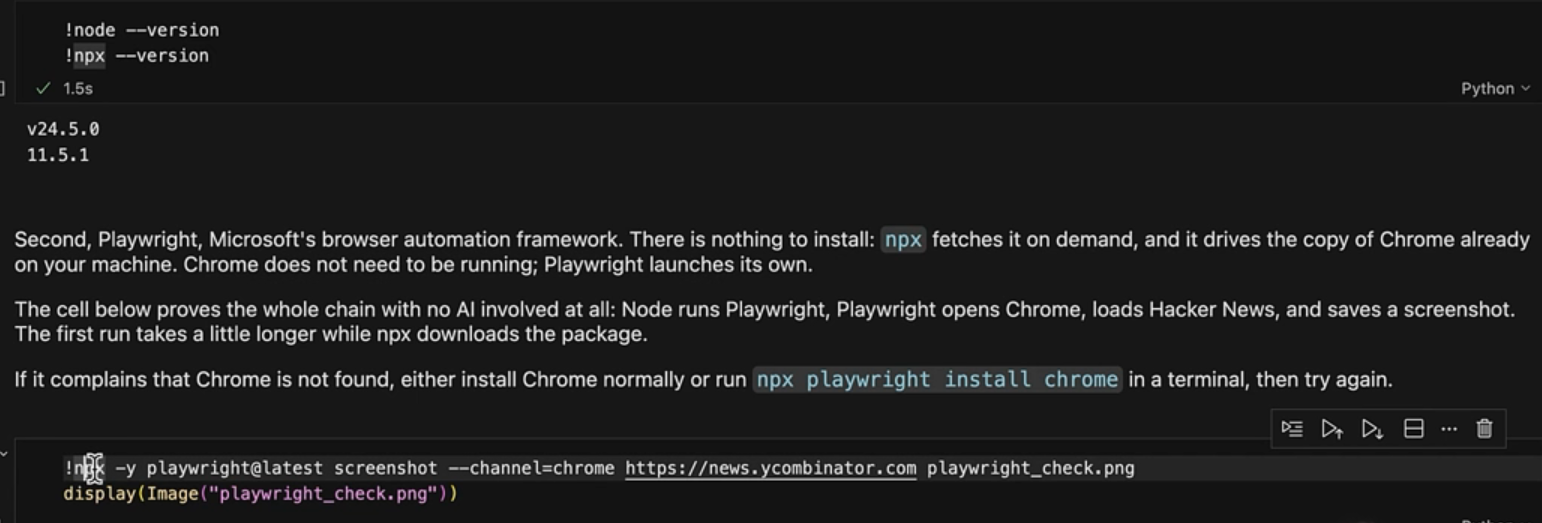 !node --version
!npx --version
1.5s
Python
v24.5.0
11.5.1
Second, Playwright, Microsoft's browser automation framework. There is nothing to install: npx fetches it on demand, and it drives the copy of Chrome already
on your machine. Chrome does not need to be running; Playwright launches its own.
The cell below proves the whole chain with no AI involved at all: Node runs Playwright, Playwright opens Chrome, loads Hacker News, and saves a screenshot.
The first run takes a little longer while npx downloads the package.
If it complains that Chrome is not found, either install Chrome normally or run npx playwright install chrome in a terminal, then try again.
!npx -y playwright@latest screenshot --channel=chrome https://news.ycombinator.com playwright_check.png
display(Image("playwright_check.png"))